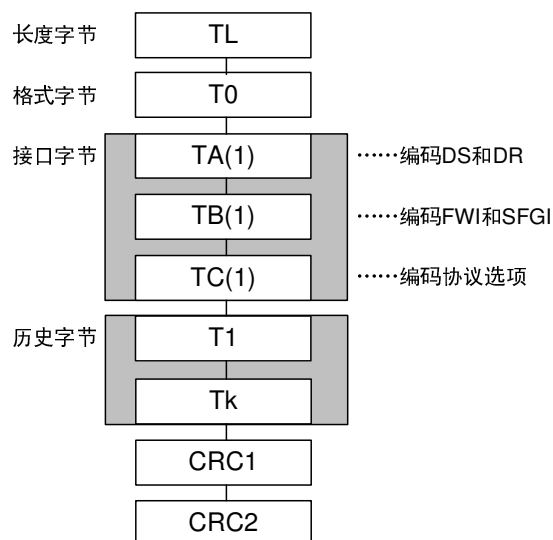 长度字节 TL
格式字节 T0
接口字节 TA(1) ……编码DS和DR
TB(1) ……编码FWI和SFGI
TC(1) ……编码协议选项
历史字节 T1
Tk
CRC1
CRC2